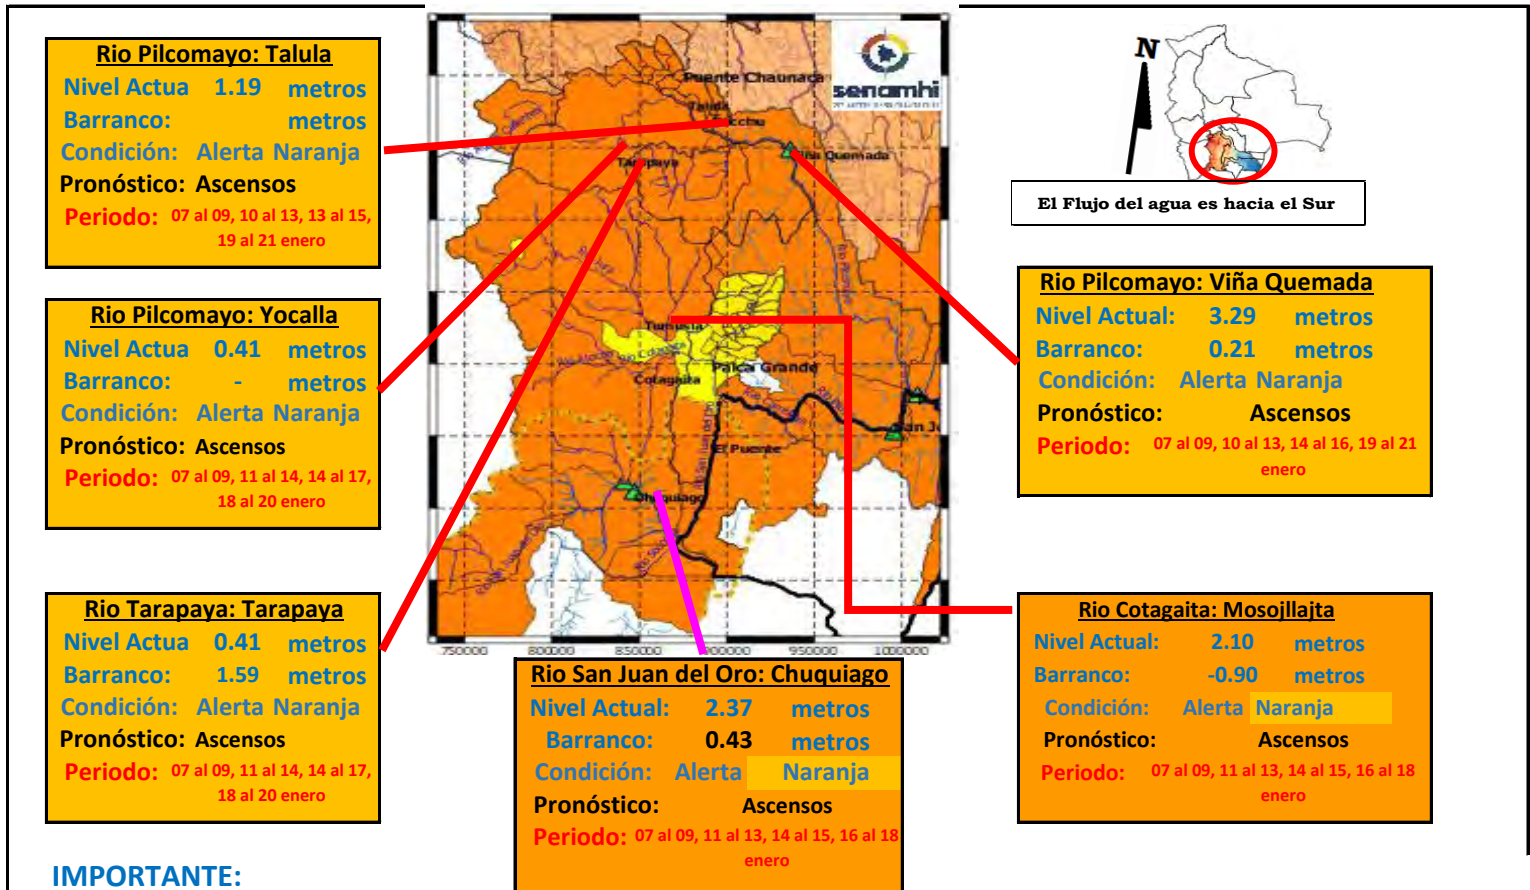 Rio Pilcomayo: Talula
Nivel Actua 1.19 metros
Barranco: metros
Condición: Alerta Naranja
Pronóstico: Ascensos
Periodo: 07 al 09, 10 al 13, 13 al 15,
19 al 21 enero
Rio Pilcomayo: Yocalla
Nivel Actua 0.41 metros
Barranco: - metros
Condición: Alerta Naranja
Pronóstico: Ascensos
Periodo: 07 al 09, 11 al 14, 14 al 17,
18 al 20 enero
Rio Tarapaya: Tarapaya
Nivel Actua 0.41 metros
Barranco: 1.59 metros
Condición: Alerta Naranja
Pronóstico: Ascensos
Periodo: 07 al 09, 11 al 14, 14 al 17,
18 al 20 enero
senamhi
Puente Chaunaca
Talula
Tarapaya
Viña Quemada
Tumusla
Palca Grande
Cotagaita
El Puente
Chuquiago
750000 800000 850000 900000 950000 1000000
N
El Flujo del agua es hacia el Sur
Rio Pilcomayo: Viña Quemada
Nivel Actual: 3.29 metros
Barranco: 0.21 metros
Condición: Alerta Naranja
Pronóstico: Ascensos
Periodo: 07 al 09, 10 al 13, 14 al 16, 19 al 21
enero
Rio San Juan del Oro: Chuquiago
Nivel Actual: 2.37 metros
Barranco: 0.43 metros
Condición: Alerta Naranja
Pronóstico: Ascensos
Periodo: 07 al 09, 11 al 13, 14 al 15, 16 al 18
enero
Rio Cotagaita: Mosojllajta
Nivel Actual: 2.10 metros
Barranco: -0.90 metros
Condición: Alerta Naranja
Pronóstico: Ascensos
Periodo: 07 al 09, 11 al 13, 14 al 15, 16 al 18
enero
IMPORTANTE: